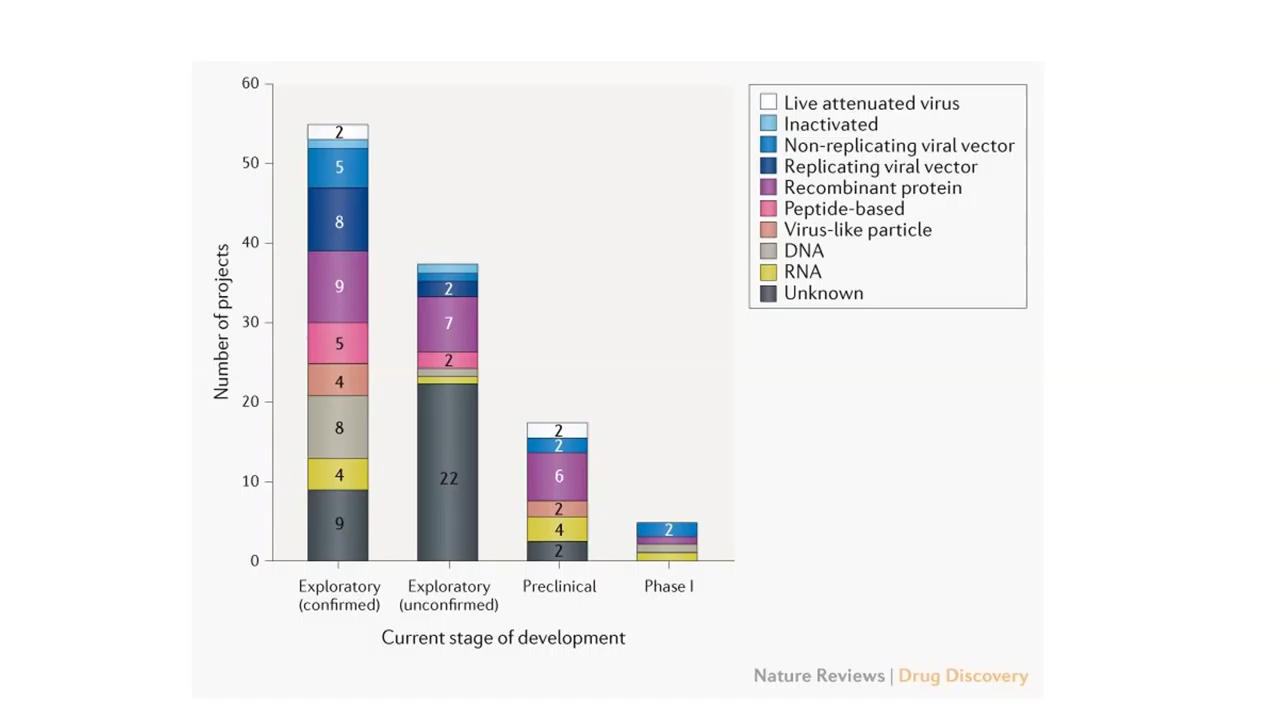 60
50
40
30
20
10
0
Number of projects
2
5
8
9
5
4
8
4
9
2
7
2
22
2
2
6
2
4
2
2
Exploratory
(confirmed)
Exploratory
(unconfirmed)
Preclinical
Phase I
Current stage of development
Live attenuated virus
Inactivated
Non-replicating viral vector
Replicating viral vector
Recombinant protein
Peptide-based
Virus-like particle
DNA
RNA
Unknown
Nature Reviews | Drug Discovery